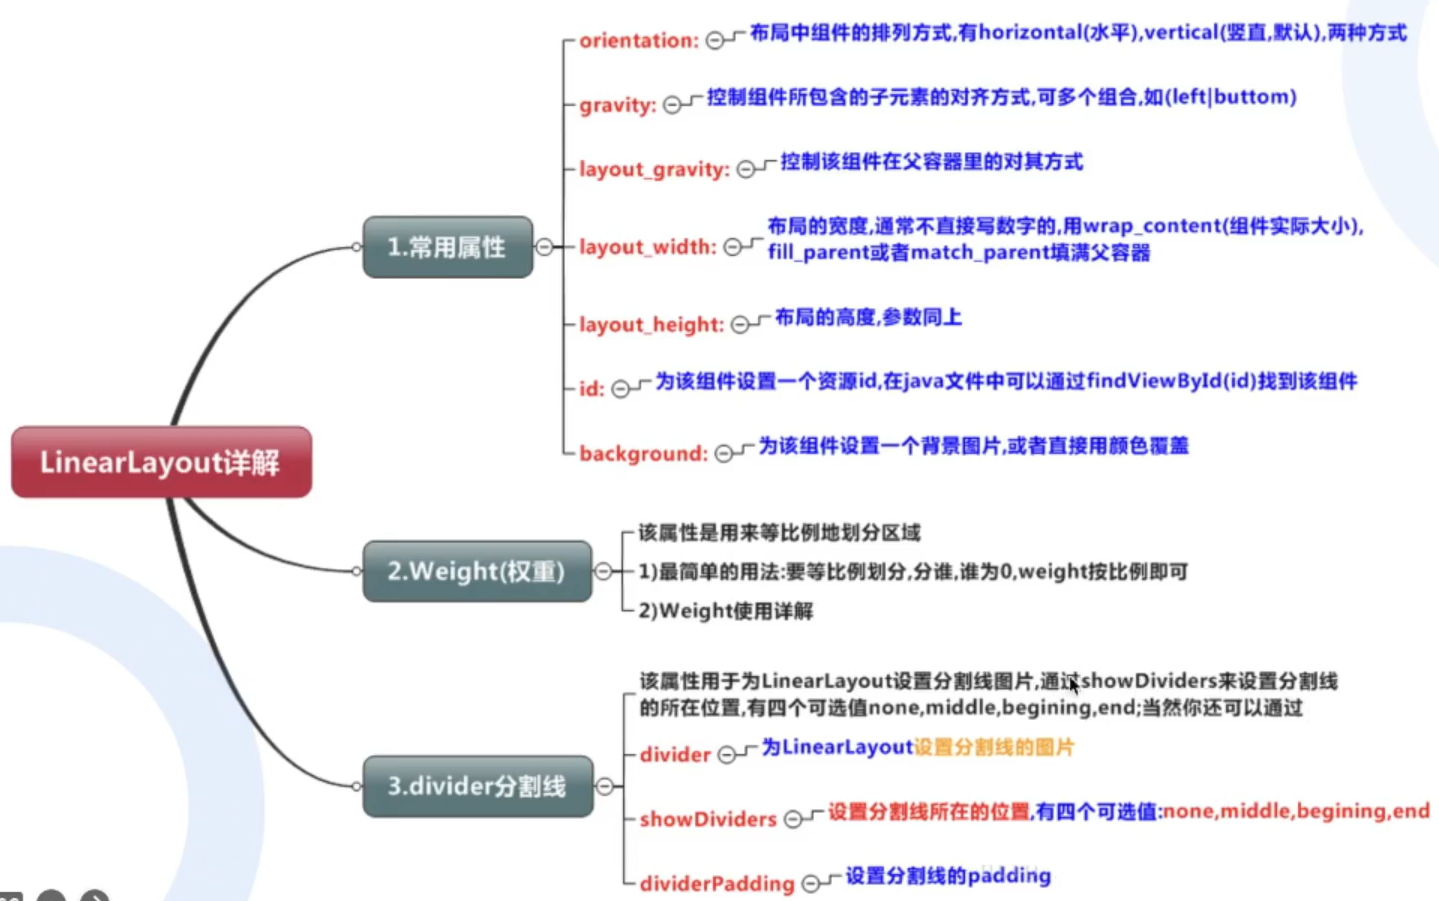 LinearLayout详解
1.常用属性
orientation:
布局中组件的排列方式,有horizontal(水平),vertical(竖直,默认),两种方式
gravity:
控制组件所包含的子元素的对齐方式,可多个组合,如(left|buttom)
layout_gravity:
控制该组件在父容器里的对其方式
layout_width:
布局的宽度,通常不直接写数字的,用wrap_content(组件实际大小),
fill_parent或者match_parent填满父容器
layout_height:
布局的高度,参数同上
id:
为该组件设置一个资源id,在java文件中可以通过findViewById(id)找到该组件
background:
为该组件设置一个背景图片,或者直接用颜色覆盖
2.Weight(权重)
该属性是用来等比例地划分区域
1)最简单的用法:要等比例划分,分谁,谁为0,weight按比例即可
2)Weight使用详解
3.divider分割线
该属性用于为LinearLayout设置分割线图片,通过showDividers来设置分割线
的所在位置,有四个可选值none,middle,begining,end;当然你还可以通过
divider
为LinearLayout设置分割线的图片
showDividers
设置分割线所在的位置,有四个可选值:none,middle,begining,end
dividerPadding
设置分割线的padding